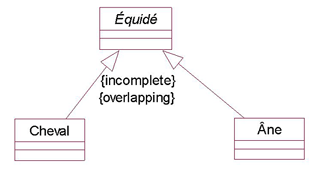 Équidé
{incomplete}
{overlapping}
Cheval
Âne